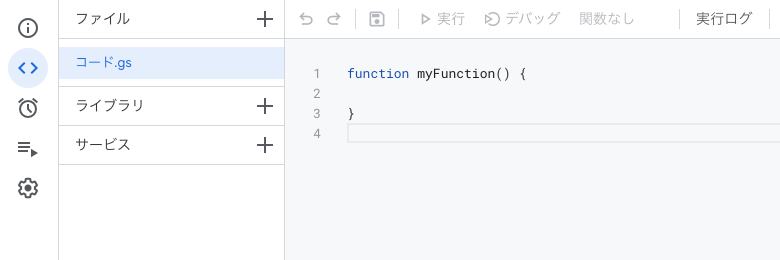 ファイル
実行 デバッグ 関数なし 実行ログ
コード.gs
ライブラリ
サービス
1 function myFunction() {
2
3 }
4